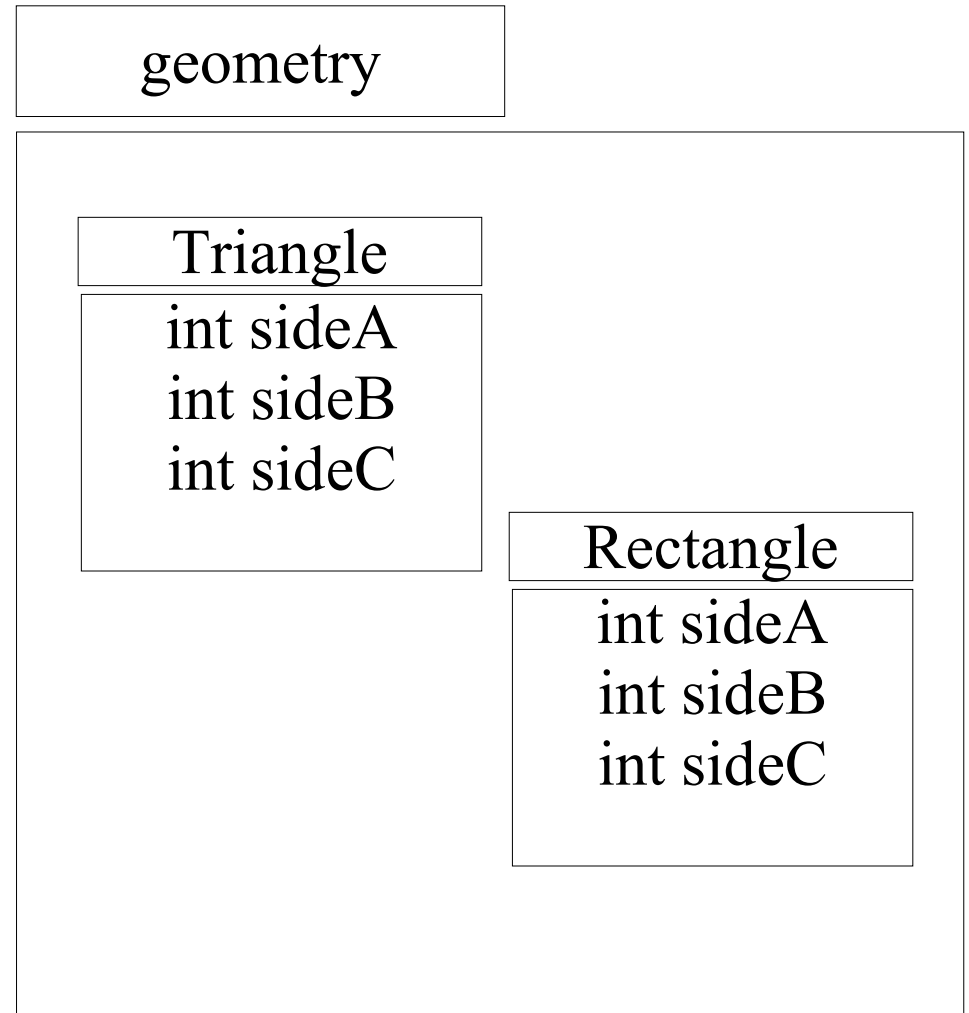 geometry
Triangle
int sideA
int sideB
int sideC
Rectangle
int sideA
int sideB
int sideC